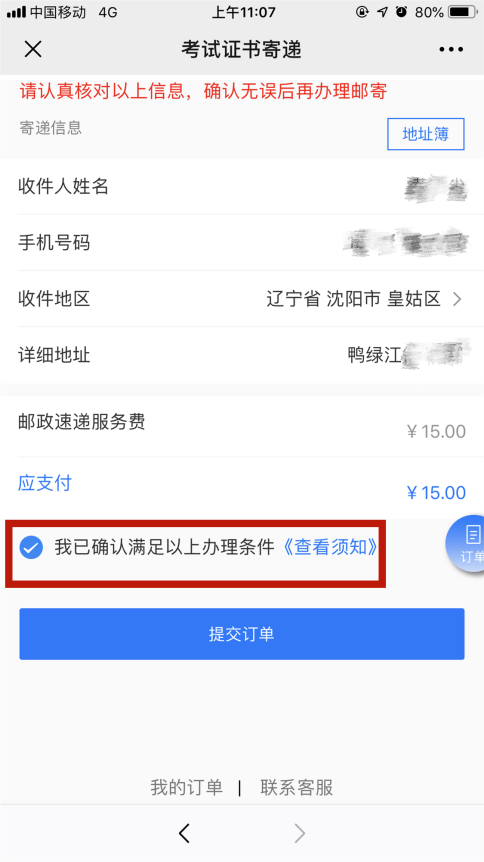 中国移动 4G 上午11:07 80%
考试证书寄递
请认真核对以上信息，确认无误后再办理邮寄
寄递信息 地址簿
收件人姓名
手机号码
收件地区 辽宁省 沈阳市 皇姑区
详细地址 鸭绿江
邮政速递服务费 ¥15.00
应支付 ¥15.00
我已确认满足以上办理条件《查看须知》
订单
提交订单
我的订单 | 联系客服